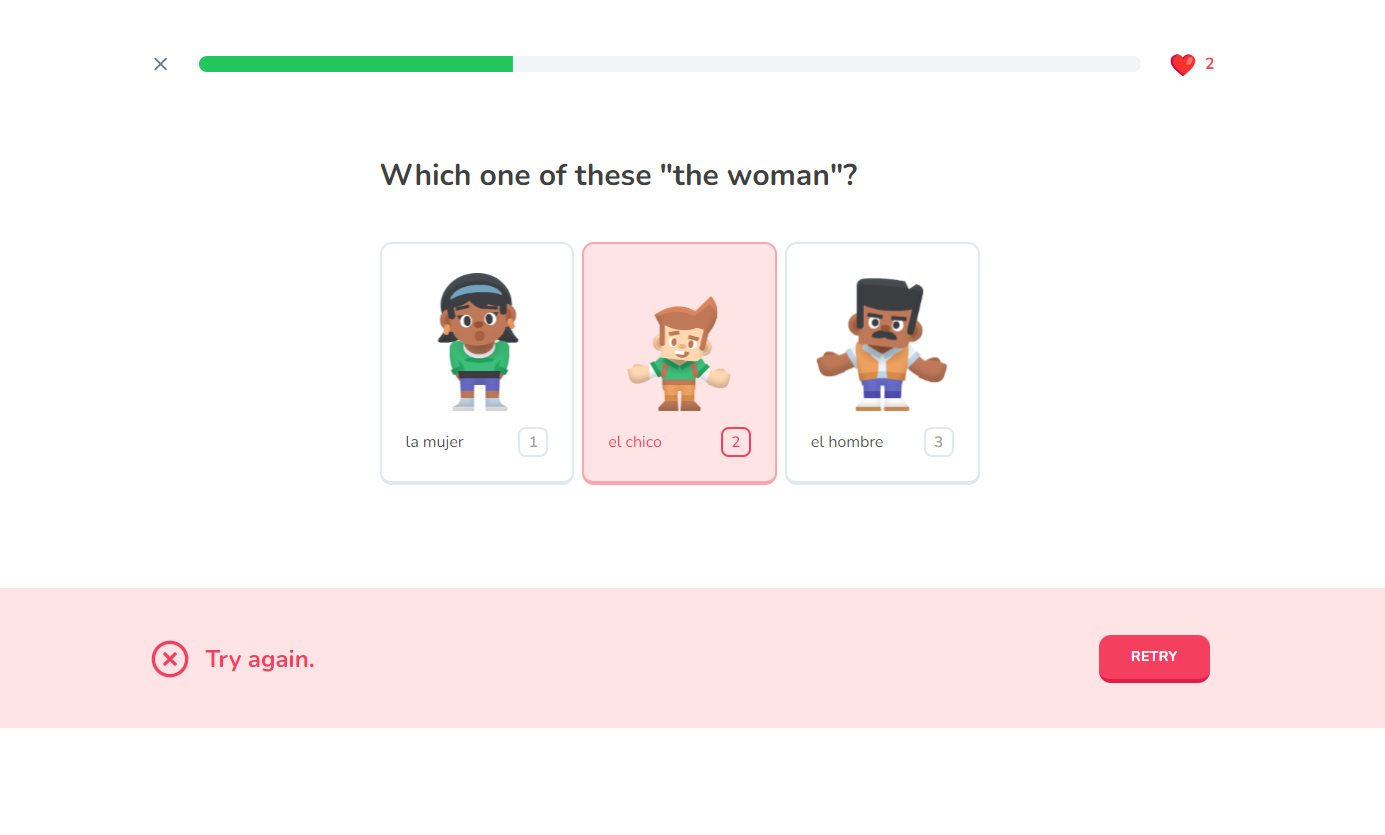 2
Which one of these "the woman"?
la mujer 1
el chico 2
el hombre 3
Try again.
RETRY